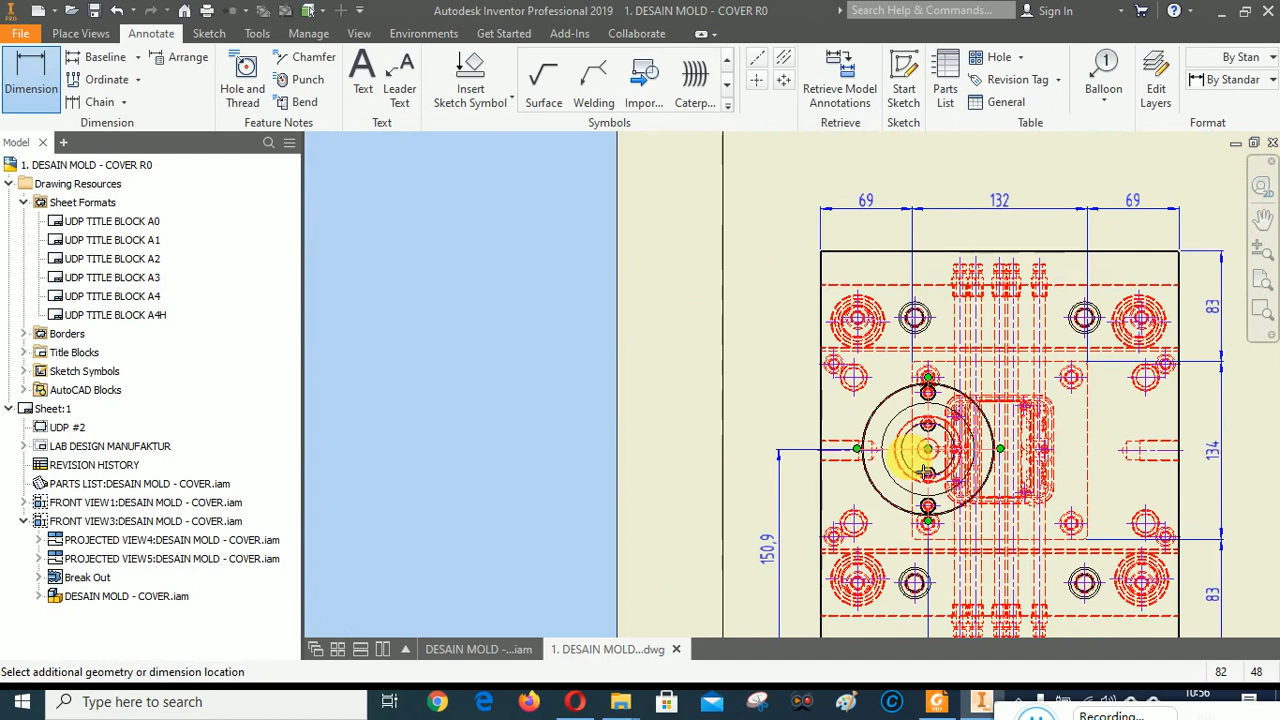 PRO
Autodesk Inventor Professional 2019   1. DESAIN MOLD - COVER R0
Search Help & Commands...
Sign In
File
Place Views
Annotate
Sketch
Tools
Manage
View
Environments
Get Started
Add-Ins
Collaborate
Dimension
Baseline
Arrange
Ordinate
Chain
Dimension
Hole and
Thread
Chamfer
Punch
Bend
Feature Notes
Text
Leader
Text
Text
Insert
Sketch Symbol
Surface
Welding
Impor...
Caterp...
Symbols
Retrieve Model
Annotations
Retrieve
Start
Sketch
Sketch
Parts
List
Hole
Revision Tag
General
Table
Balloon
1
Edit
Layers
By Stan
By Standar
Format
Model
1. DESAIN MOLD - COVER R0
Drawing Resources
Sheet Formats
UDP TITLE BLOCK A0
UDP TITLE BLOCK A1
UDP TITLE BLOCK A2
UDP TITLE BLOCK A3
UDP TITLE BLOCK A4
UDP TITLE BLOCK A4H
Borders
Title Blocks
Sketch Symbols
AutoCAD Blocks
Sheet:1
UDP #2
LAB DESIGN MANUFAKTUR
REVISION HISTORY
PARTS LIST:DESAIN MOLD - COVER.iam
FRONT VIEW1:DESAIN MOLD - COVER.iam
FRONT VIEW3:DESAIN MOLD - COVER.iam
PROJECTED VIEW4:DESAIN MOLD - COVER.iam
PROJECTED VIEW5:DESAIN MOLD - COVER.iam
Break Out
DESAIN MOLD - COVER.iam
69
132
69
83
134
83
150,9
2D
DESAIN MOLD -...iam
1. DESAIN MOLD...dwg
Select additional geometry or dimension location
82
48
Type here to search
10:56
Recording...